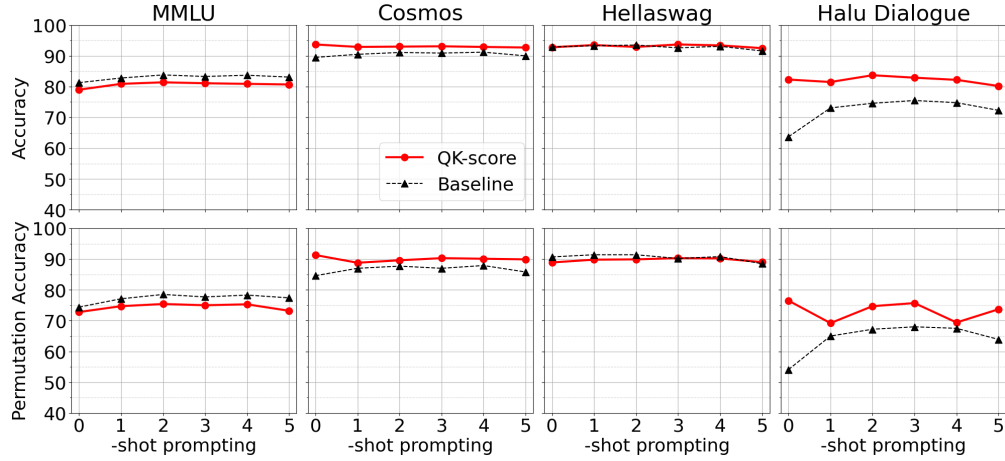 MMLU Cosmos Hellaswag Halu Dialogue
Accuracy
100
90
80
70
60
50
40
QK-score
Baseline
Permutation Accuracy
100
90
80
70
60
50
40
0 1 2 3 4 5 0 1 2 3 4 5 0 1 2 3 4 5 0 1 2 3 4 5
-shot prompting -shot prompting -shot prompting -shot prompting